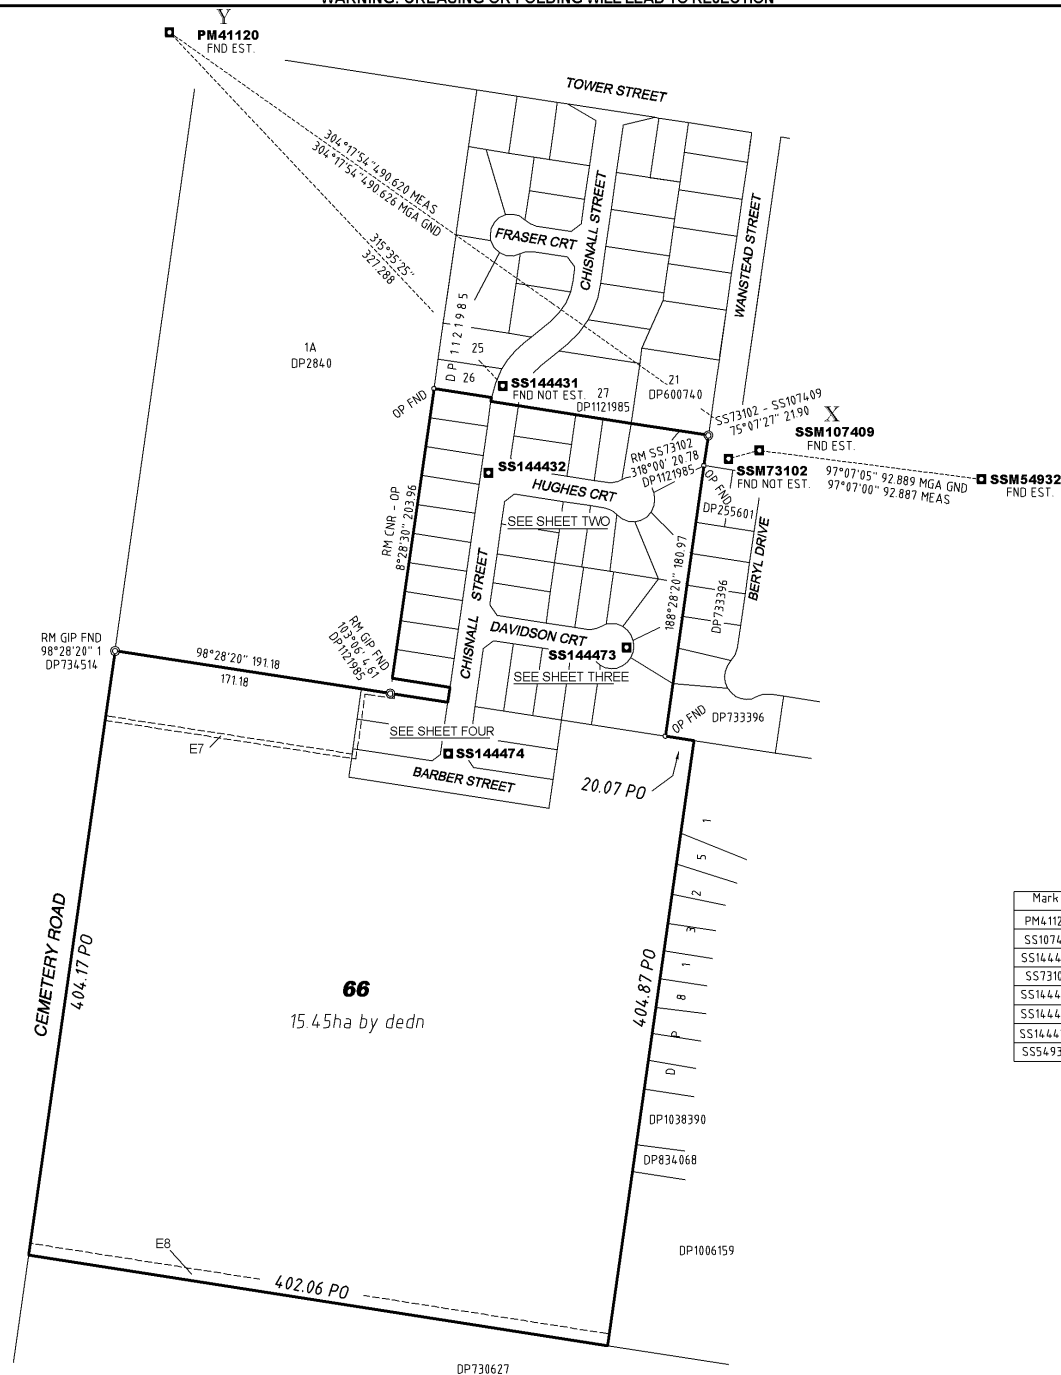 WARNING: CREASING OR FOLDING WILL LEAD TO REJECTION
Y
PM41120
FND EST.
TOWER STREET
304°17'54" 490.620 MEAS
304°17'54" 490.626 MGA GND
315°35'25"
327.288
CHISNALL STREET
FRASER CRT
WANSTEAD STREET
DP 1121985
1A
DP2840
25
26
SS144431
FND NOT EST.
27
DP1121985
21
DP600740
OP FND
SS73102 - SS107409
75°07'27" 21.90
X
SSM107409
FND EST.
RM SS73102
318°00' 20.78
DP1121985
SSM73102
FND NOT EST.
97°07'05" 92.889 MGA GND
97°07'00" 92.887 MEAS
SSM54932
FND EST.
SS144432
HUGHES CRT
SEE SHEET TWO
OP FND
DP255601
RM CNR - OP
8°28'30" 203.96
BERYL DRIVE
188°28'20" 180.97
DP733396
CHISNALL STREET
DAVIDSON CRT
SS144473
SEE SHEET THREE
RM GIP FND
98°28'20" 1
DP734514
RM GIP FND
103°06' 4.61
DP1121985
98°28'20" 191.18
171.18
OP FND
DP733396
SEE SHEET FOUR
E7
SS144474
BARBER STREET
20.07 PO
1
5
2
3
1
8
P
D
CEMETERY ROAD
404.17 PO
66
15.45ha by dedn
404.87 PO
Mark
PM4112
SS1074
SS1444
SS7310
SS1444
SS1444
SS1444
SS5493
DP1038390
DP834068
E8
402.06 PO
DP1006159
DP730627